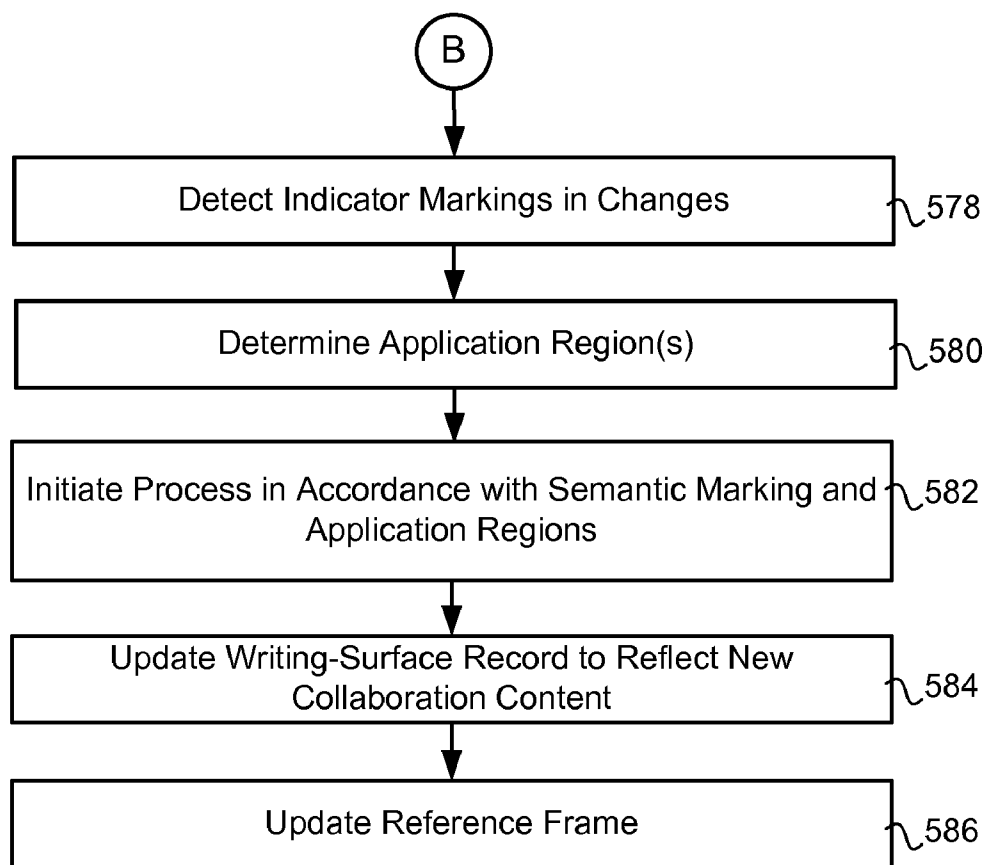 B
Detect Indicator Markings in Changes
578
Determine Application Region(s)
580
Initiate Process in Accordance with Semantic Marking and
Application Regions
582
Update Writing-Surface Record to Reflect New
Collaboration Content
584
Update Reference Frame
586